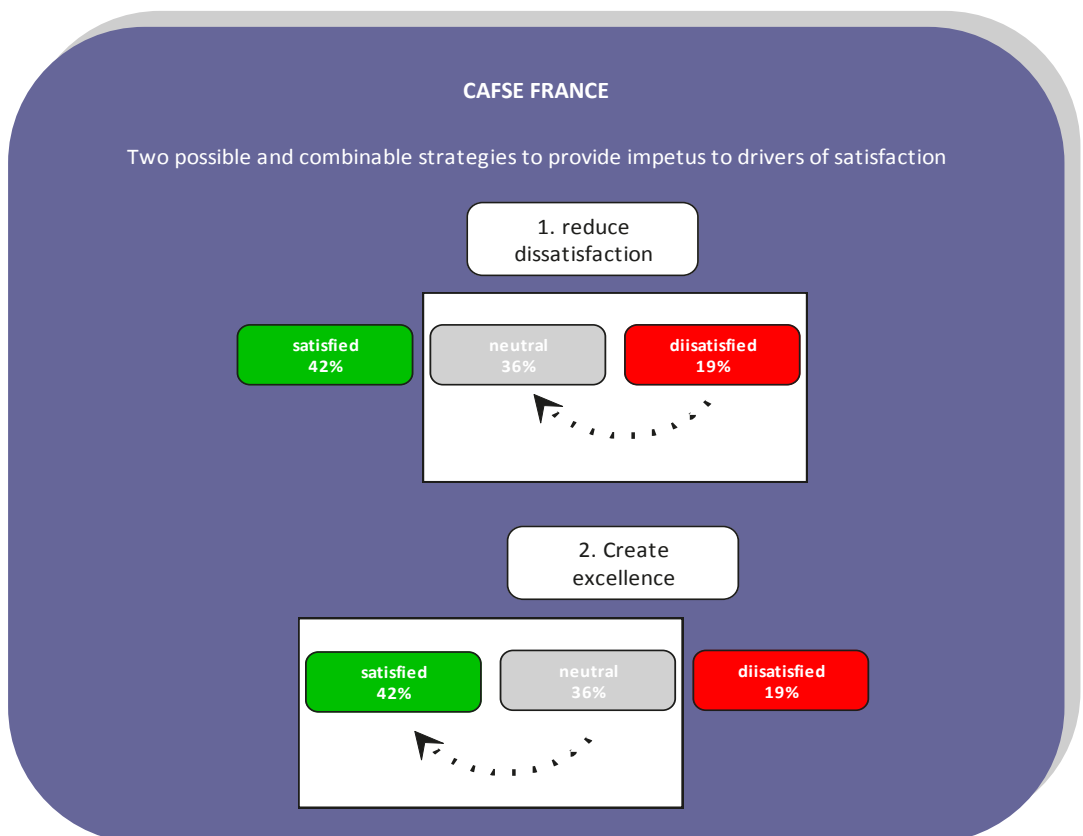 CAFSE FRANCE
Two possible and combinable strategies to provide impetus to drivers of satisfaction
1. reduce
dissatisfaction
satisfied
42%
neutral
36%
diisatisfied
19%
2. Create
excellence
satisfied
42%
neutral
36%
diisatisfied
19%